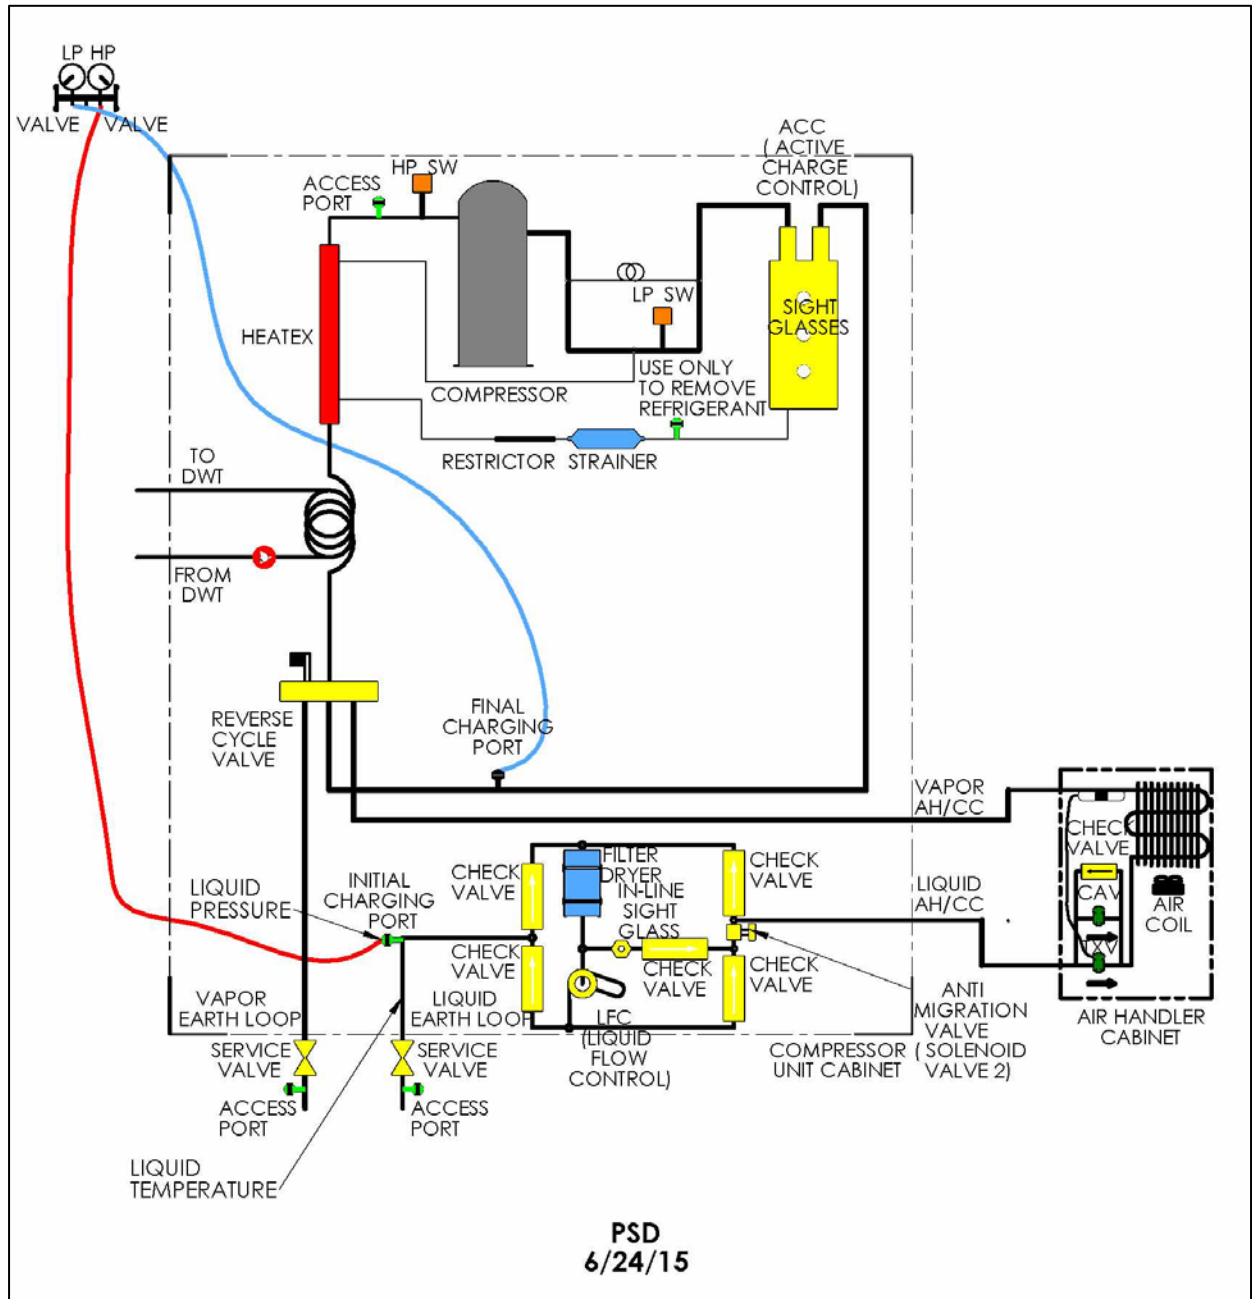 LP HP
VALVE VALVE
ACC
( ACTIVE
CHARGE
CONTROL)
HP SW
ACCESS
PORT
LP SW
SIGHT
GLASSES
HEATEX
COMPRESSOR
USE ONLY
TO REMOVE
REFRIGERANT
RESTRICTOR
STRAINER
TO
DWT
FROM
DWT
REVERSE
CYCLE
VALVE
FINAL
CHARGING
PORT
VAPOR
AH/CC
CHECK
VALVE
CAV
TXV
AIR
COIL
AIR HANDLER
CABINET
LIQUID
AH/CC
LIQUID
PRESSURE
INITIAL
CHARGING
PORT
CHECK
VALVE
FILTER
DRYER
IN-LINE
SIGHT
GLASS
CHECK
VALVE
CHECK
VALVE
CHECK
VALVE
CHECK
VALVE
VAPOR
EARTH LOOP
LIQUID
EARTH LOOP
LFC
(LIQUID
FLOW
CONTROL)
SERVICE
VALVE
SERVICE
VALVE
COMPRESSOR
UNIT CABINET
ANTI
MIGRATION
VALVE
( SOLENOID
VALVE 2)
ACCESS
PORT
ACCESS
PORT
LIQUID
TEMPERATURE
PSD
6/24/15